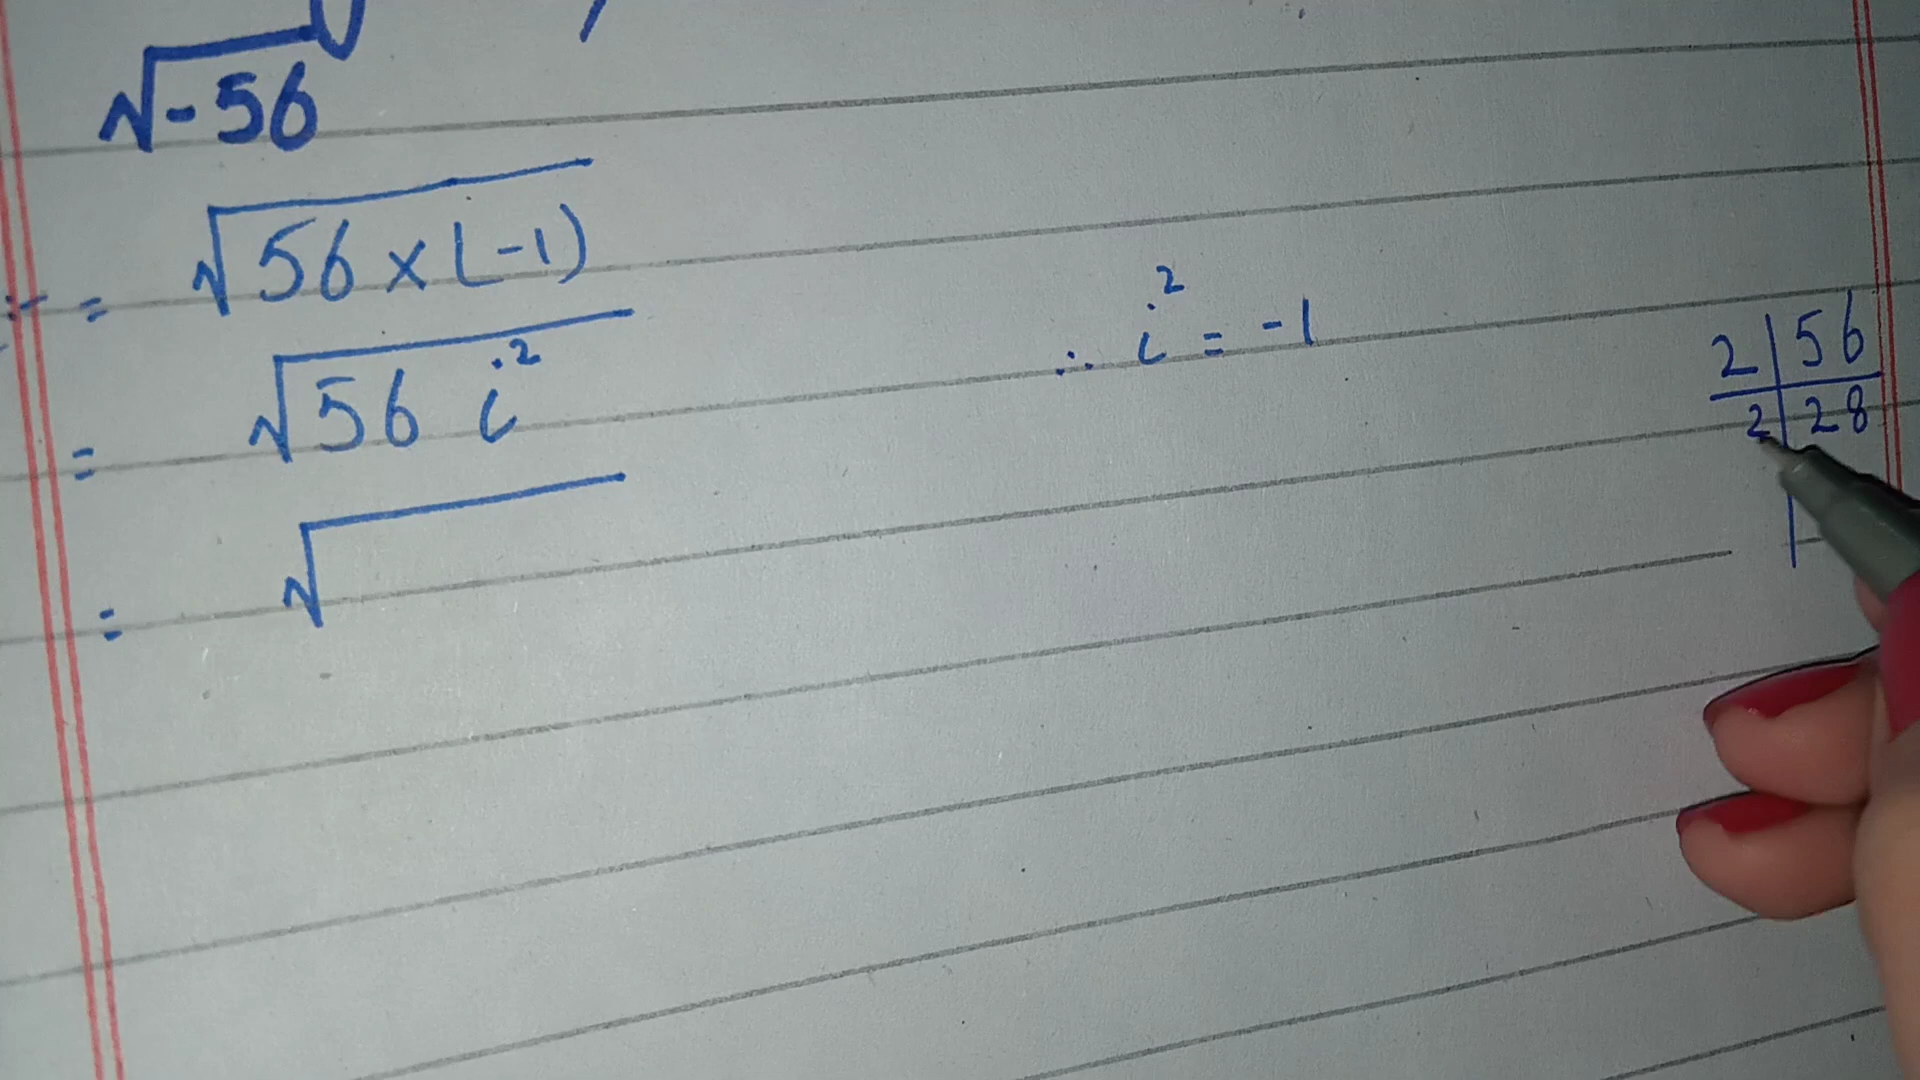 √-56
= √56 × (-1)
= √56 i²
∴ i² = -1
= √
2 | 56
2 | 28